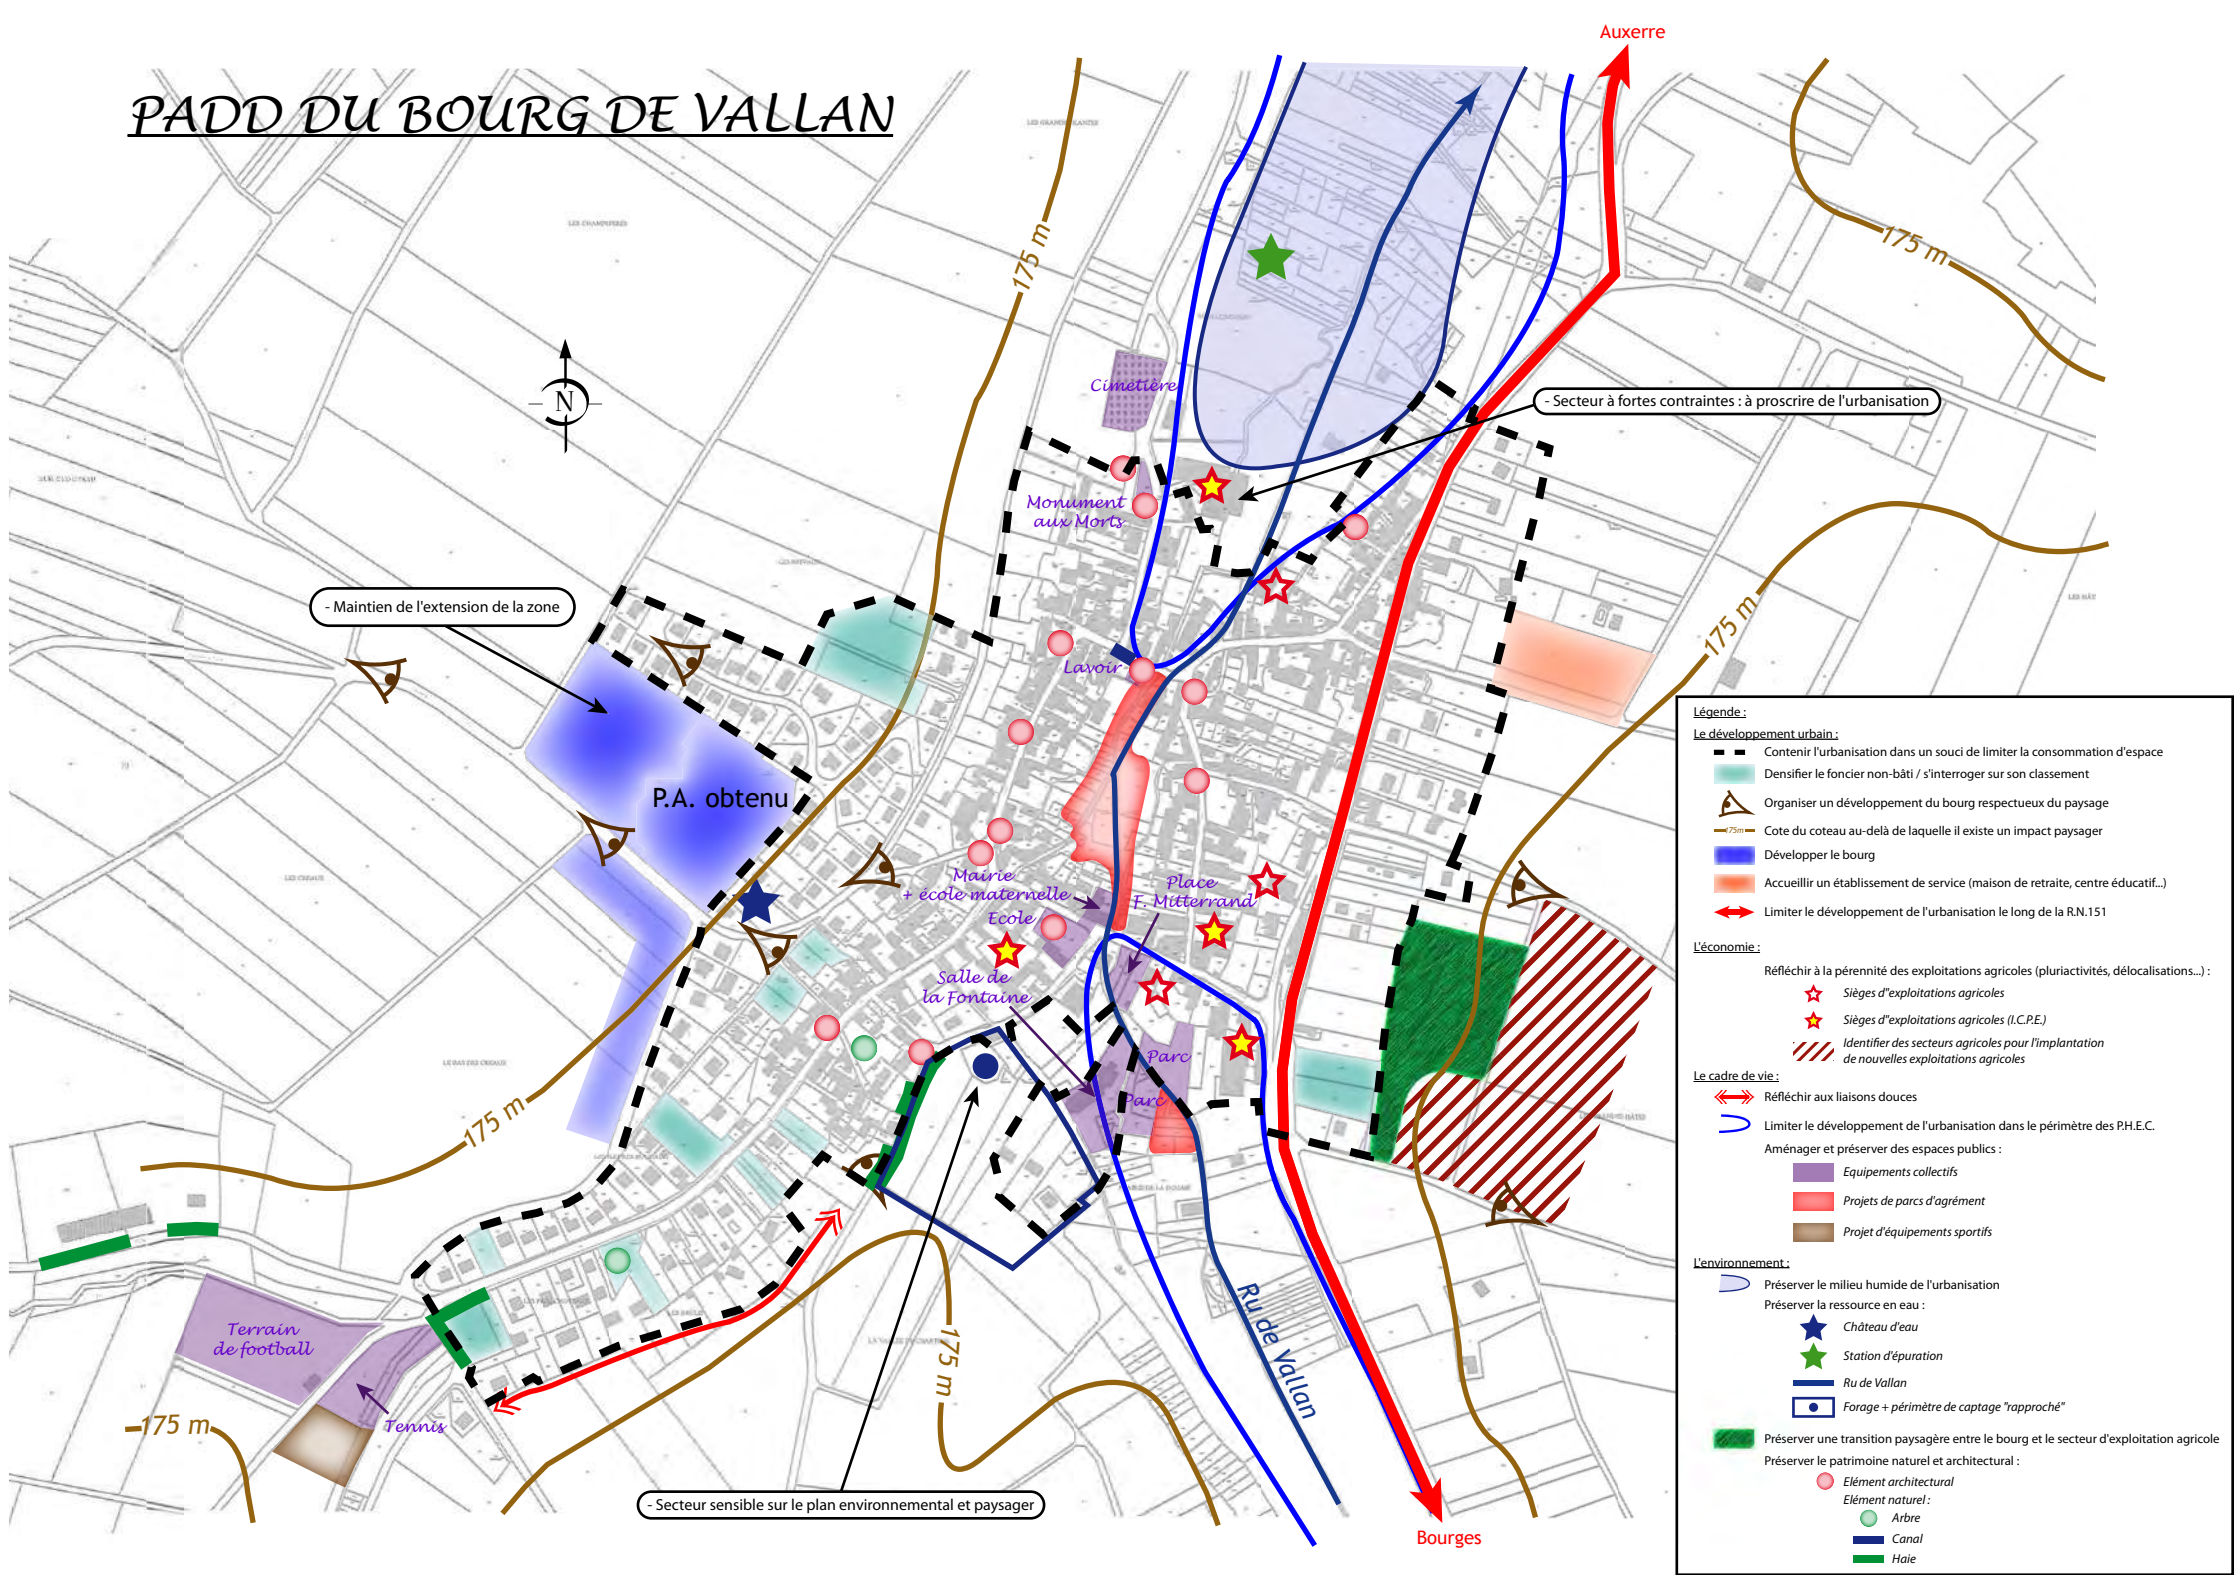 Auxerre
PADD DU BOURG DE VALLAN
LES CHAMPS PERIES
175 m
175 m
N
Cimetière
- Secteur à fortes contraintes : à proscrire de l'urbanisation
Monument
aux Morts
- Maintien de l'extension de la zone
175 m
Lavoir
P.A. obtenu
Mairie
+ école maternelle
Place
F. Mitterrand
Ecole
Salle de
la Fontaine
Parc
Parc
175 m
Terrain
de football
Tennis
175 m
175 m
Ru de Vallan
- Secteur sensible sur le plan environnemental et paysager
Bourges
Légende :
Le développement urbain :
Contenir l'urbanisation dans un souci de limiter la consommation d'espace
Densifier le foncier non-bâti / s'interroger sur son classement
Organiser un développement du bourg respectueux du paysage
175m
Cote du coteau au-delà de laquelle il existe un impact paysager
Développer le bourg
Accueillir un établissement de service (maison de retraite, centre éducatif...)
Limiter le développement de l'urbanisation le long de la R.N.151
L'économie :
Réfléchir à la pérennité des exploitations agricoles (pluriactivités, délocalisations...) :
Sièges d"exploitations agricoles
Sièges d"exploitations agricoles (I.C.P.E.)
Identifier des secteurs agricoles pour l'implantation
de nouvelles exploitations agricoles
Le cadre de vie :
Réfléchir aux liaisons douces
Limiter le développement de l'urbanisation dans le périmètre des P.H.E.C.
Aménager et préserver des espaces publics :
Equipements collectifs
Projets de parcs d'agrément
Projet d'équipements sportifs
L'environnement :
Préserver le milieu humide de l'urbanisation
Préserver la ressource en eau :
Château d'eau
Station d'épuration
Ru de Vallan
Forage + périmètre de captage "rapproché"
Préserver une transition paysagère entre le bourg et le secteur d'exploitation agricole
Préserver le patrimoine naturel et architectural :
Elément architectural
Elément naturel :
Arbre
Canal
Haie